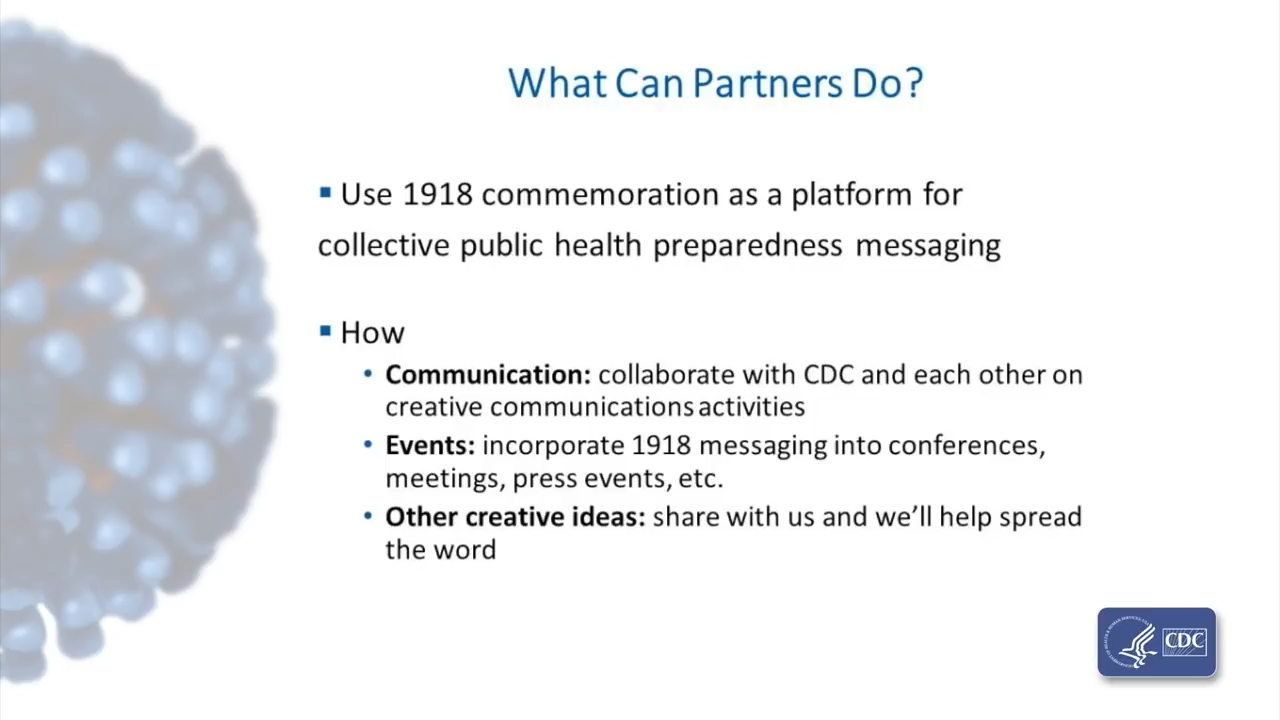 What Can Partners Do?
▪ Use 1918 commemoration as a platform for
collective public health preparedness messaging
▪ How
• Communication: collaborate with CDC and each other on
creative communications activities
• Events: incorporate 1918 messaging into conferences,
meetings, press events, etc.
• Other creative ideas: share with us and we’ll help spread
the word
CDC